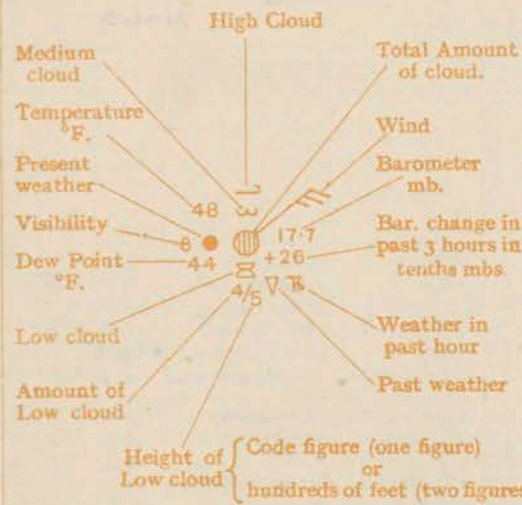 High Cloud
Medium
cloud
Total Amount
of cloud.
Temperature
°F.
Wind
Present
weather
Barometer
mb.
48
Visibility
8
17.7
Bar. change in
past 3 hours in
tenths mbs.
+26
Dew Point
°F.
44
4/5
Low cloud
Weather in
past hour
Amount of
Low cloud
Past weather
Height of
Low cloud
Code figure (one figure)
or
hundreds of feet (two figures